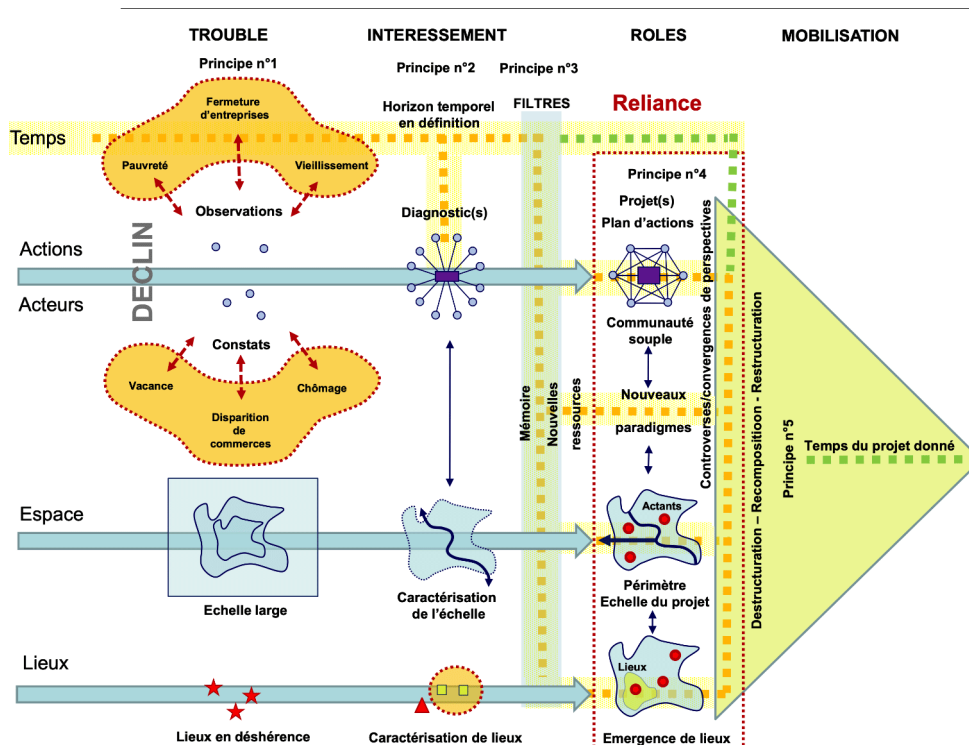 TROUBLE
INTERESSEMENT
ROLES
MOBILISATION
Principe n°1
Principe n°2
Principe n°3
Fermeture
d'entreprises
Horizon temporel
en définition
FILTRES
Reliance
Temps
Pauvreté
Vieillissement
Principe n°4
Observations
Diagnostic(s)
Projet(s)
Plan d'actions
DECLIN
Actions
Acteurs
Constats
Communauté
souple
Vacance
Chômage
Disparition
de
commerces
Mémoire
Nouvelles
ressources
Nouveaux
paradigmes
Controverses/convergences de perspectives
Destructuration – Recompositioon - Restructuration
Principe n°5
Temps du projet donné
Espace
Actants
Echelle large
Caractérisation
de l'échelle
Périmètre
Echelle du projet
Lieux
Lieux
Lieux en déshérence
Caractérisation de lieux
Emergence de lieux